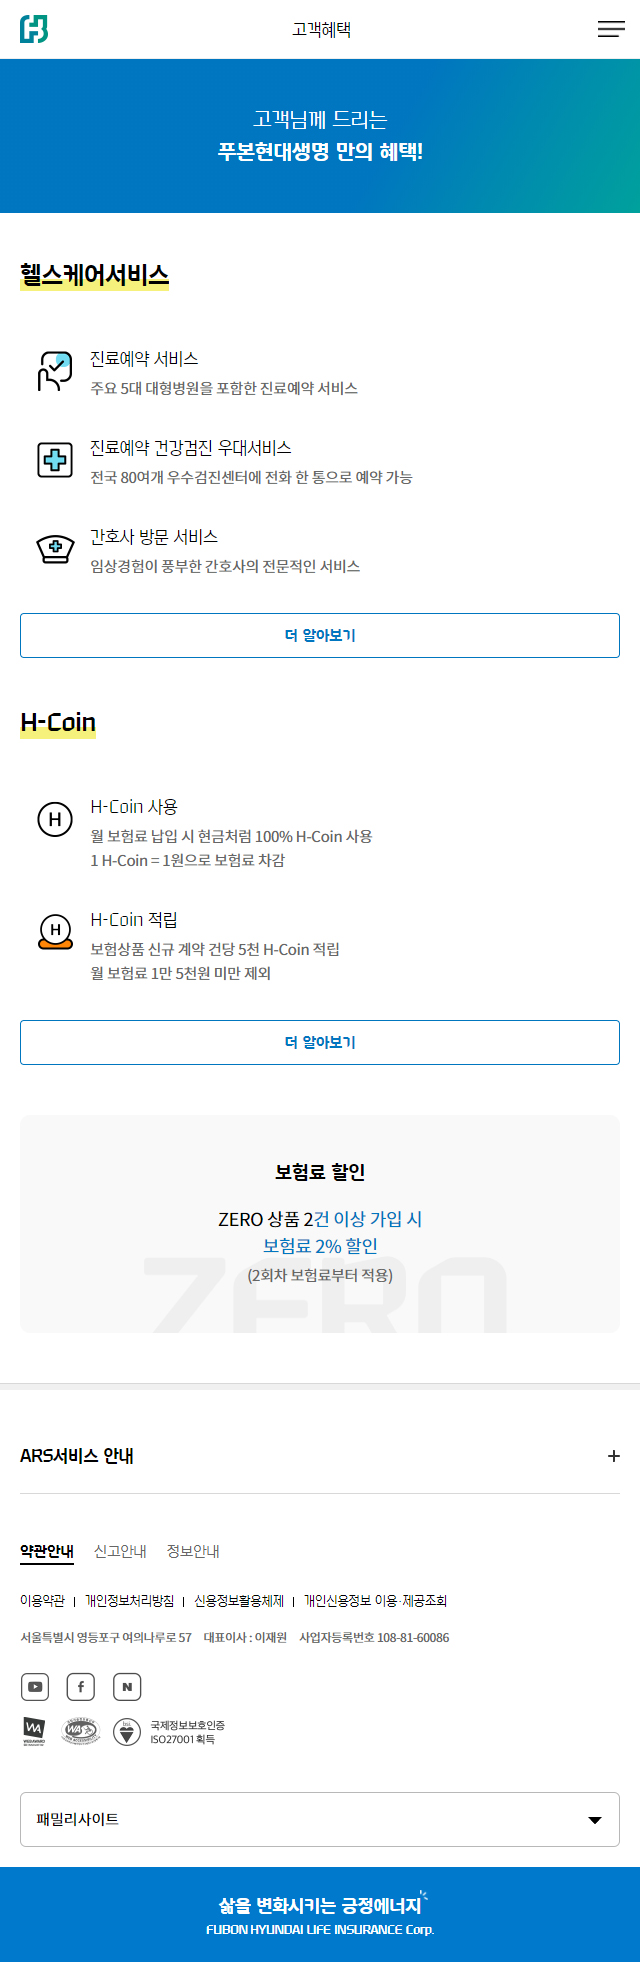 고객혜택
고객님께 드리는
푸본현대생명 만의 혜택!
헬스케어서비스
진료예약 서비스
주요 5대 대형병원을 포함한 진료예약 서비스
진료예약 건강검진 우대서비스
전국 80여개 우수검진센터에 전화 한 통으로 예약 가능
간호사 방문 서비스
임상경험이 풍부한 간호사의 전문적인 서비스
더 알아보기
H-Coin
H
H-Coin 사용
월 보험료 납입 시 현금처럼 100% H-Coin 사용
1 H-Coin = 1원으로 보험료 차감
H
H-Coin 적립
보험상품 신규 계약 건당 5천 H-Coin 적립
월 보험료 1만 5천원 미만 제외
더 알아보기
보험료 할인
ZERO 상품 2건 이상 가입 시
보험료 2% 할인
(2회차 보험료부터 적용)
ZERO
ARS서비스 안내
약관안내 신고안내 정보안내
이용약관 | 개인정보처리방침 | 신용정보활용체제 | 개인신용정보 이용·제공조회
서울특별시 영등포구 여의나루로 57 대표이사 : 이재원 사업자등록번호 108-81-60086
f N
WA WA
국제정보보호인증
ISO27001 획득
패밀리사이트
삶을 변화시키는 긍정에너지
FUBON HYUNDAI LIFE INSURANCE Corp.